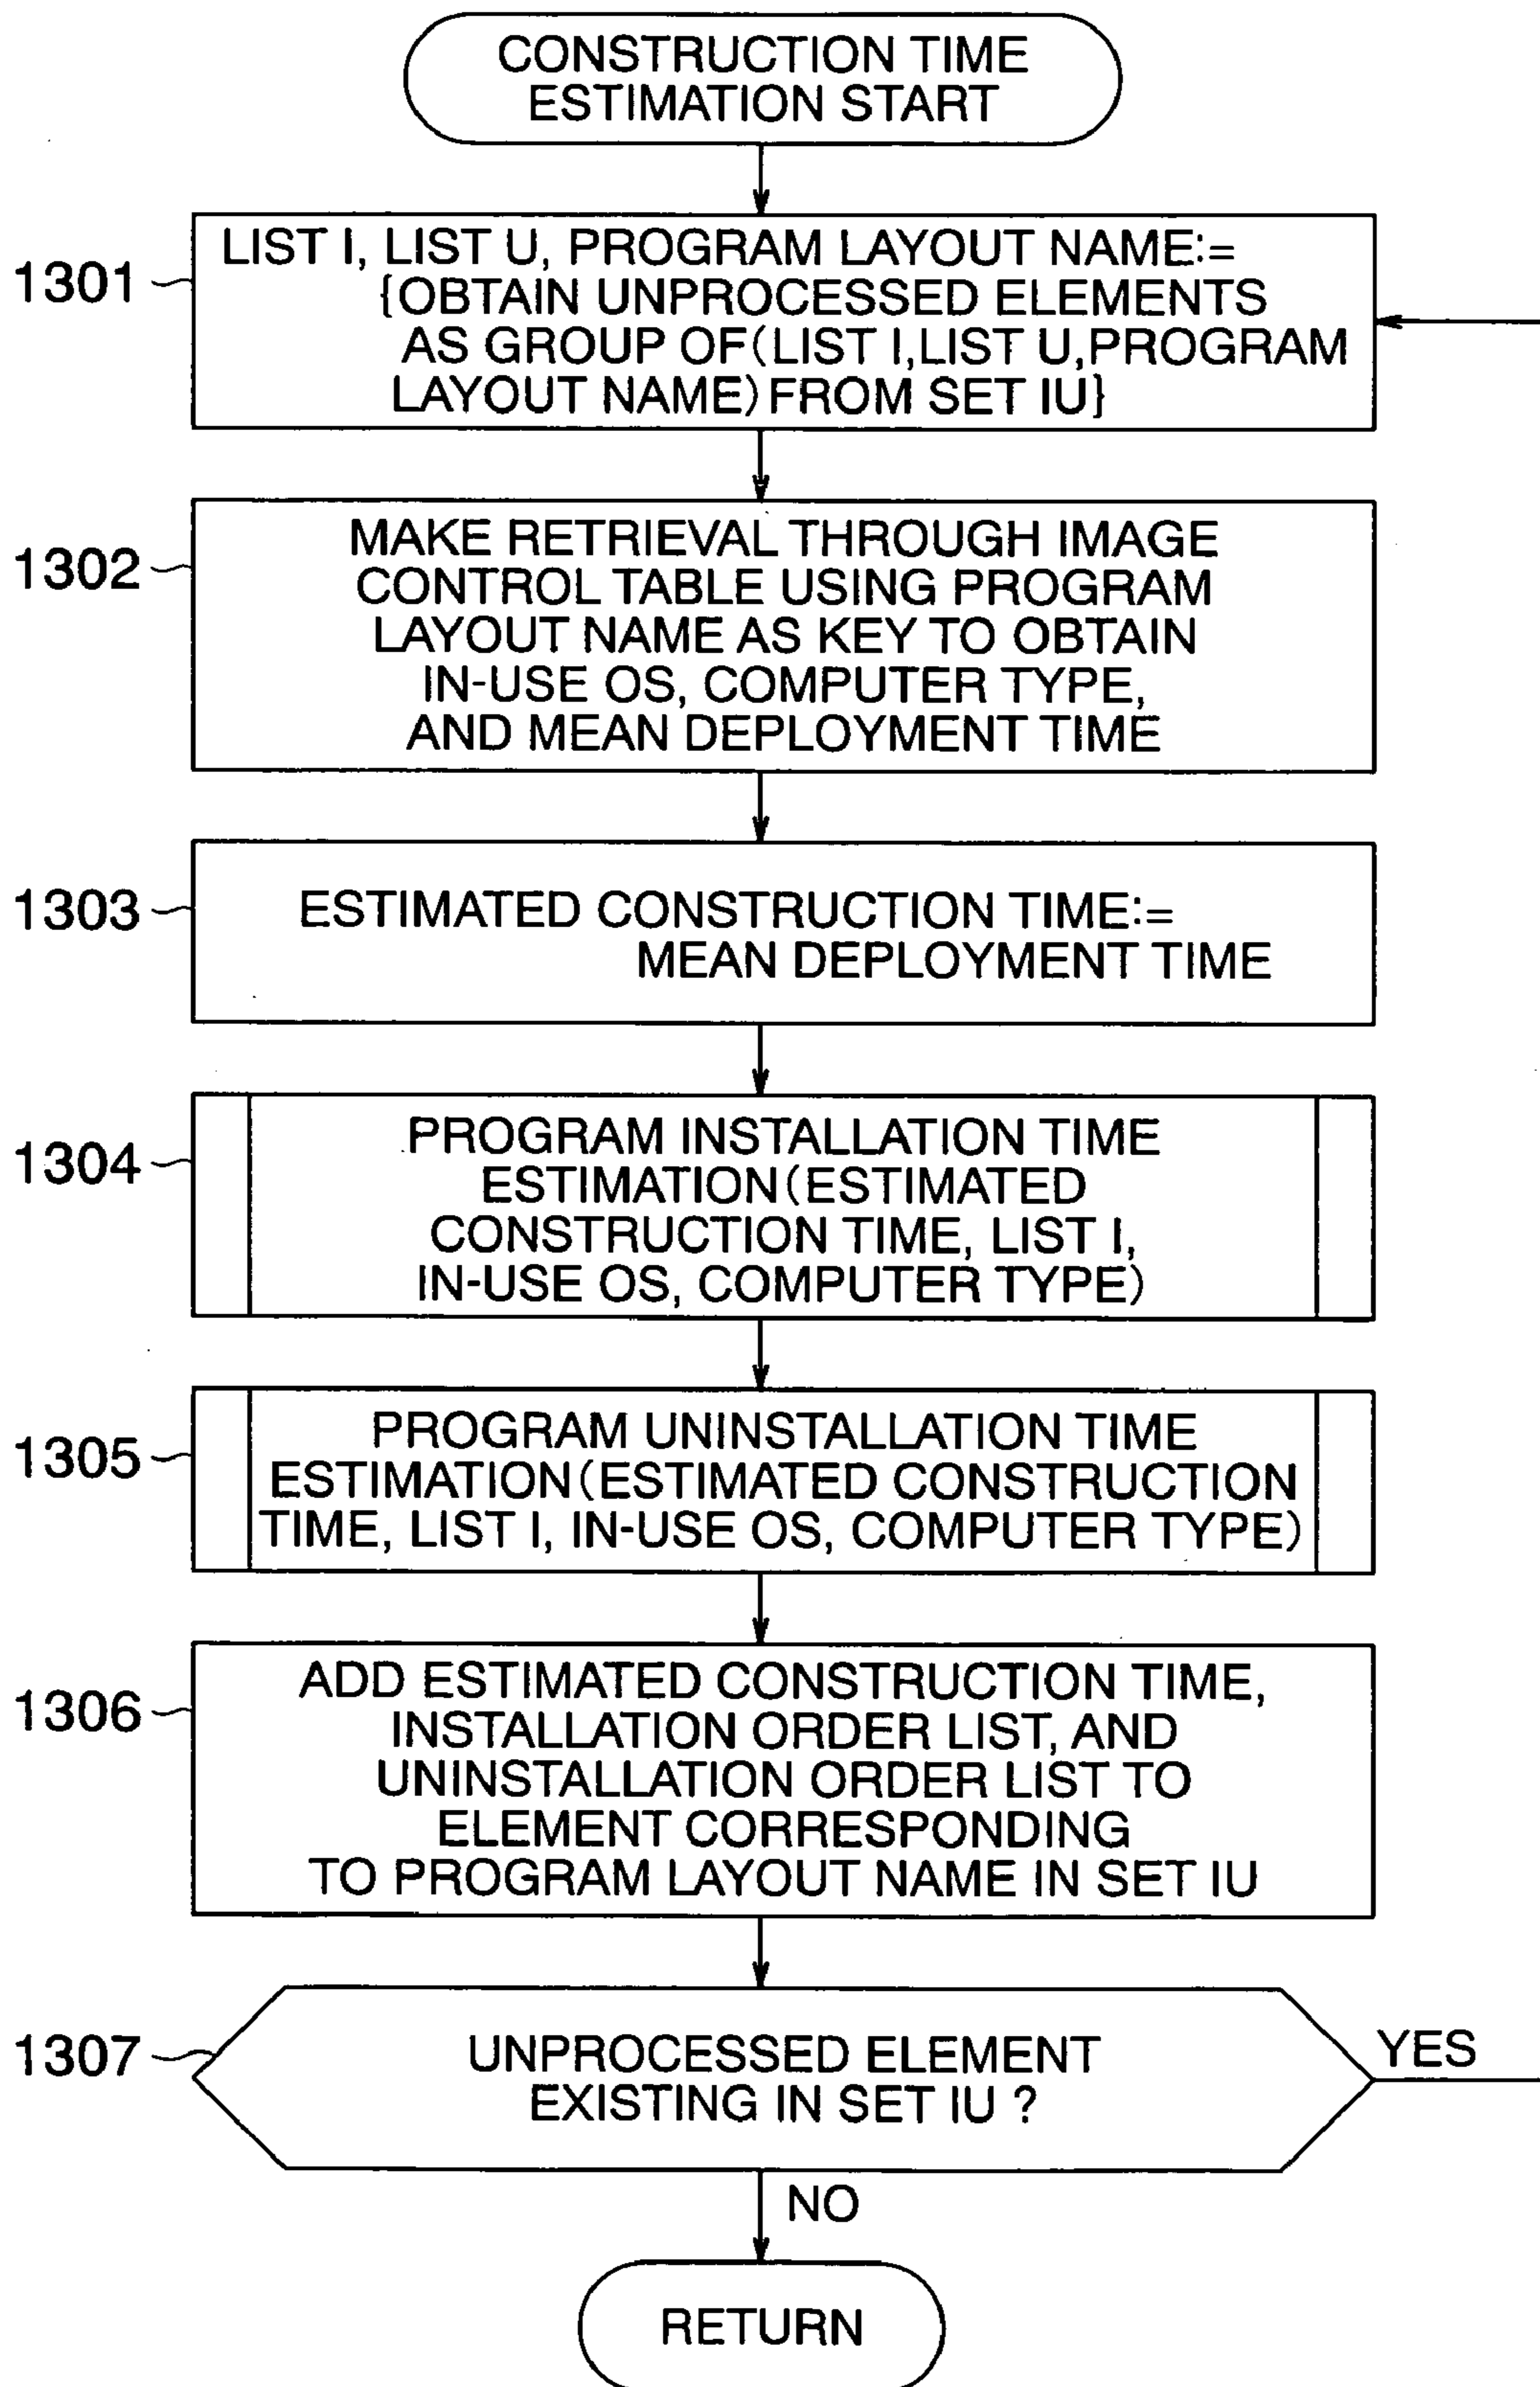 CONSTRUCTION TIME
ESTIMATION START
1301
LIST I, LIST U, PROGRAM LAYOUT NAME:=
{OBTAIN UNPROCESSED ELEMENTS
AS GROUP OF(LIST I,LIST U,PROGRAM
LAYOUT NAME)FROM SET IU}
1302
MAKE RETRIEVAL THROUGH IMAGE
CONTROL TABLE USING PROGRAM
LAYOUT NAME AS KEY TO OBTAIN
IN-USE OS, COMPUTER TYPE,
AND MEAN DEPLOYMENT TIME
1303
ESTIMATED CONSTRUCTION TIME:=
MEAN DEPLOYMENT TIME
1304
PROGRAM INSTALLATION TIME
ESTIMATION(ESTIMATED
CONSTRUCTION TIME, LIST I,
IN-USE OS, COMPUTER TYPE)
1305
PROGRAM UNINSTALLATION TIME
ESTIMATION(ESTIMATED CONSTRUCTION
TIME, LIST I, IN-USE OS, COMPUTER TYPE)
1306
ADD ESTIMATED CONSTRUCTION TIME,
INSTALLATION ORDER LIST, AND
UNINSTALLATION ORDER LIST TO
ELEMENT CORRESPONDING
TO PROGRAM LAYOUT NAME IN SET IU
1307
UNPROCESSED ELEMENT
EXISTING IN SET IU ?
YES
NO
RETURN